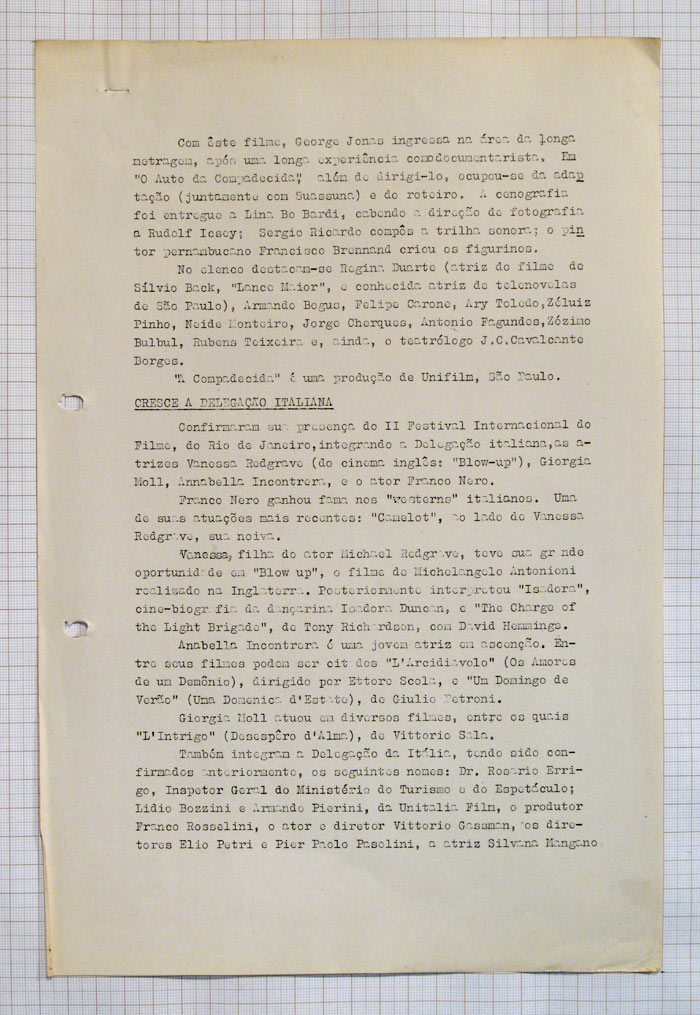 Com êste filme, George Jonas ingressa na área da longa
metragem, após uma longa experiência comodocumentarista. Em
"O Auto da Compadecida", além de dirigi-lo, ocupou-se da adap
tação (juntamente com Suassuna) e do roteiro. A cenografia
foi entregue a Lina Bo Bardi, cabendo a direção de fotografia
a Rudolf Icsey; Sergio Ricardo compôs a trilha sonora; o pin
tor pernambucano Francisco Brennand criou os figurinos.
No elenco destacam-se Regina Duarte (atriz do filme de
Sílvio Back, "Lance Maior", e conhecida atriz de telenovelas
de São Paulo), Armando Bogus, Felipe Carone, Ary Toledo,Zéluiz
Pinho, Neide Monteiro, Jorge Cherques, Antonio Fagundes,Zózimo
Bulbul, Rubens Teixeira e, ainda, o teatrólogo J.C.Cavalcante
Borges.
"A Compadecida" é uma produção de Unifilm, São Paulo.
CRESCE A DELEGAÇÃO ITALIANA
Confirmaram sua presença do II Festival Internacional do
Filme, do Rio de Janeiro,integrando a Delegação italiana,as a-
trizes Vanessa Redgrave (do cinema inglês: "Blow-up"), Giorgia
Moll, Annabella Incontrera, e o ator Franco Nero.
Franco Nero ganhou fama nos "westerns" italianos. Uma
de suas atuações mais recentes: "Camelot", ao lado de Vanessa
Redgrave, sua noiva.
Vanessa, filha do ator Michael Redgrave, teve sua grande
oportunidade em "Blow up", o filme de Michelangelo Antonioni
realizado na Inglaterra. Posteriormente interpretou "Isadora",
cine-biografia da dançarina Isadora Duncan, e "The Charge of
the Light Brigade", de Tony Richardson, com David Hemmings.
Anabella Incontrera é uma jovem atriz em ascenção. En-
tre seus filmes podem ser citados "L'Arcidiavolo" (Os Amores
de um Demônio), dirigido por Ettore Scola, e "Um Domingo de
Verão" (Uma Domenica d'Estate), de Giulio Petroni.
Giorgia Moll atuou em diversos filmes, entre os quais
"L'Intrigo" (Desespêro d'Alma), de Vittorio Sala.
Também integram a Delegação da Itália, tendo sido con-
firmados anteriormente, os seguintes nomes: Dr. Rosario Erri-
go, Inspetor Geral do Ministério do Turismo e do Espetáculo;
Lidio Bozzini e Armando Pierini, da Unitalia Film, o produtor
Franco Rosselini, o ator e diretor Vittorio Gassman, os dire-
tores Elio Petri e Pier Paolo Pasolini, a atriz Silvana Mangano